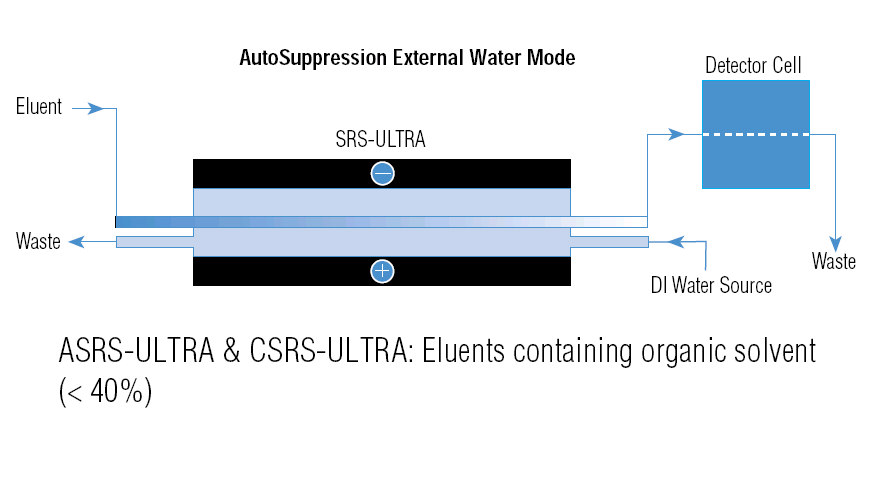 AutoSuppression External Water Mode
Detector Cell
Eluent
SRS-ULTRA
−
Waste
+
DI Water Source
Waste
ASRS-ULTRA & CSRS-ULTRA: Eluents containing organic solvent
(< 40%)